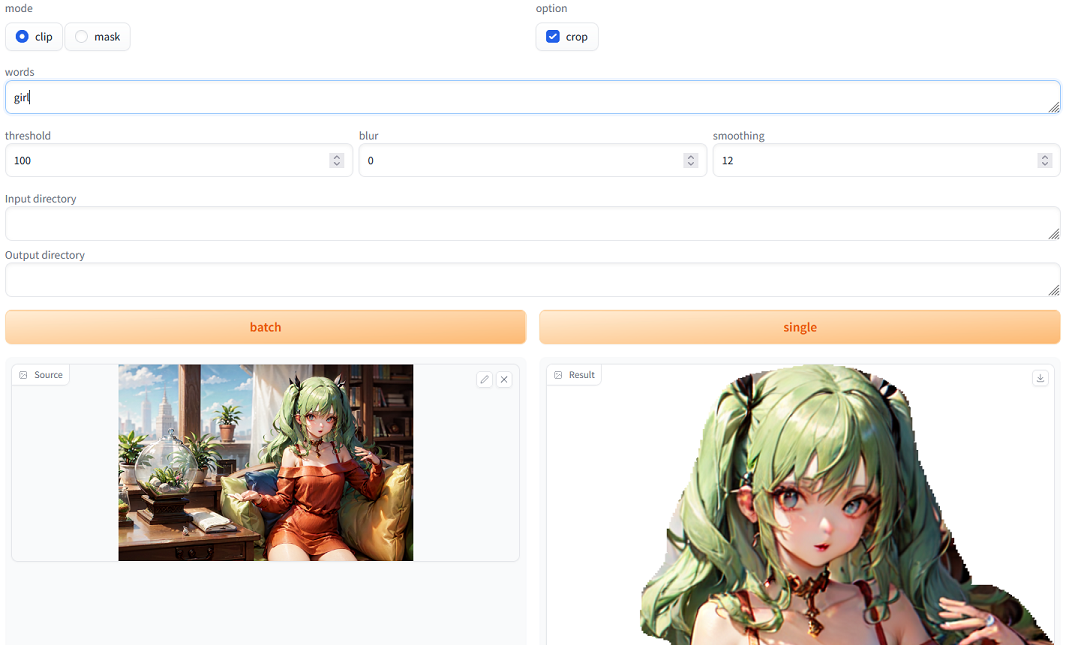 mode
option
clip
mask
crop
words
girl
threshold
blur
smoothing
100
0
12
Input directory
Output directory
batch
single
Source
Result